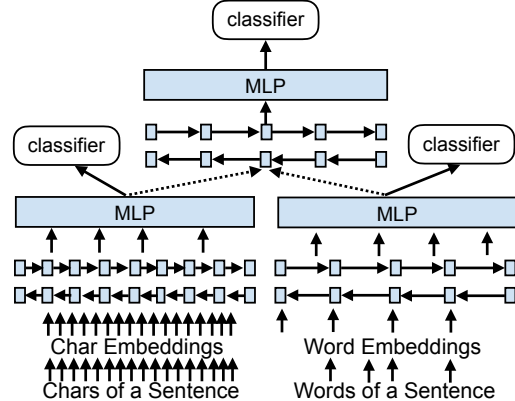 classifier
MLP
classifier
classifier
MLP
MLP
Char Embeddings
Word Embeddings
Chars of a Sentence
Words of a Sentence